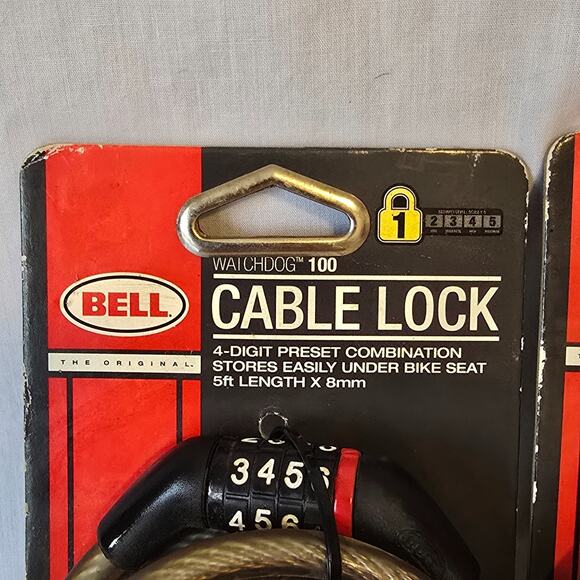 1
2 3 4 5
WATCHDOG™ 100
BELL
CABLE LOCK
THE ORIGINAL.
4-DIGIT PRESET COMBINATION
STORES EASILY UNDER BIKE SEAT
5ft LENGTH X 8mm
3456
456